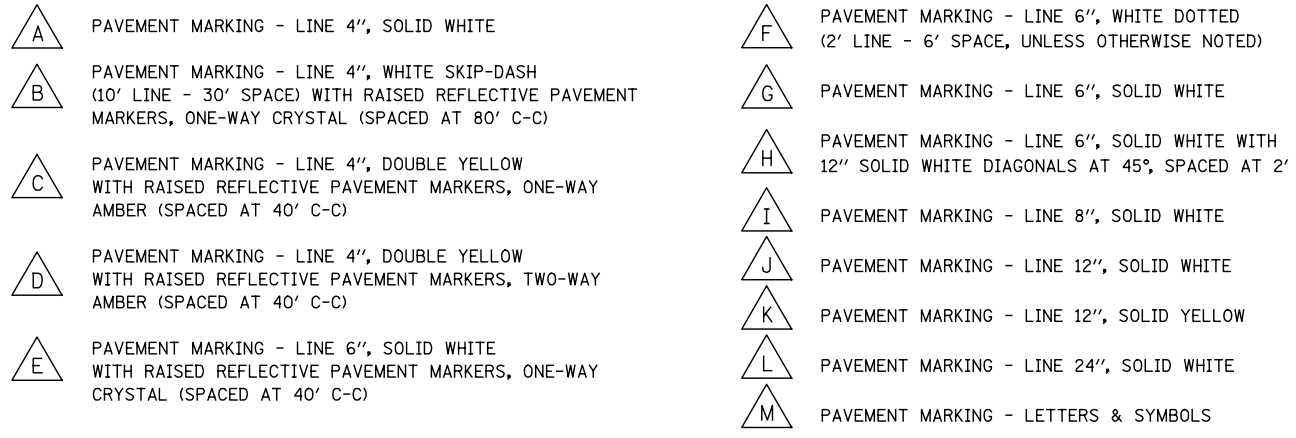 A PAVEMENT MARKING - LINE 4", SOLID WHITE
B PAVEMENT MARKING - LINE 4", WHITE SKIP-DASH
(10' LINE - 30' SPACE) WITH RAISED REFLECTIVE PAVEMENT
MARKERS, ONE-WAY CRYSTAL (SPACED AT 80' C-C)
C PAVEMENT MARKING - LINE 4", DOUBLE YELLOW
WITH RAISED REFLECTIVE PAVEMENT MARKERS, ONE-WAY
AMBER (SPACED AT 40' C-C)
D PAVEMENT MARKING - LINE 4", DOUBLE YELLOW
WITH RAISED REFLECTIVE PAVEMENT MARKERS, TWO-WAY
AMBER (SPACED AT 40' C-C)
E PAVEMENT MARKING - LINE 6", SOLID WHITE
WITH RAISED REFLECTIVE PAVEMENT MARKERS, ONE-WAY
CRYSTAL (SPACED AT 40' C-C)
F PAVEMENT MARKING - LINE 6", WHITE DOTTED
(2' LINE - 6' SPACE, UNLESS OTHERWISE NOTED)
G PAVEMENT MARKING - LINE 6", SOLID WHITE
H PAVEMENT MARKING - LINE 6", SOLID WHITE WITH
12" SOLID WHITE DIAGONALS AT 45°, SPACED AT 2'
I PAVEMENT MARKING - LINE 8", SOLID WHITE
J PAVEMENT MARKING - LINE 12", SOLID WHITE
K PAVEMENT MARKING - LINE 12", SOLID YELLOW
L PAVEMENT MARKING - LINE 24", SOLID WHITE
M PAVEMENT MARKING - LETTERS & SYMBOLS